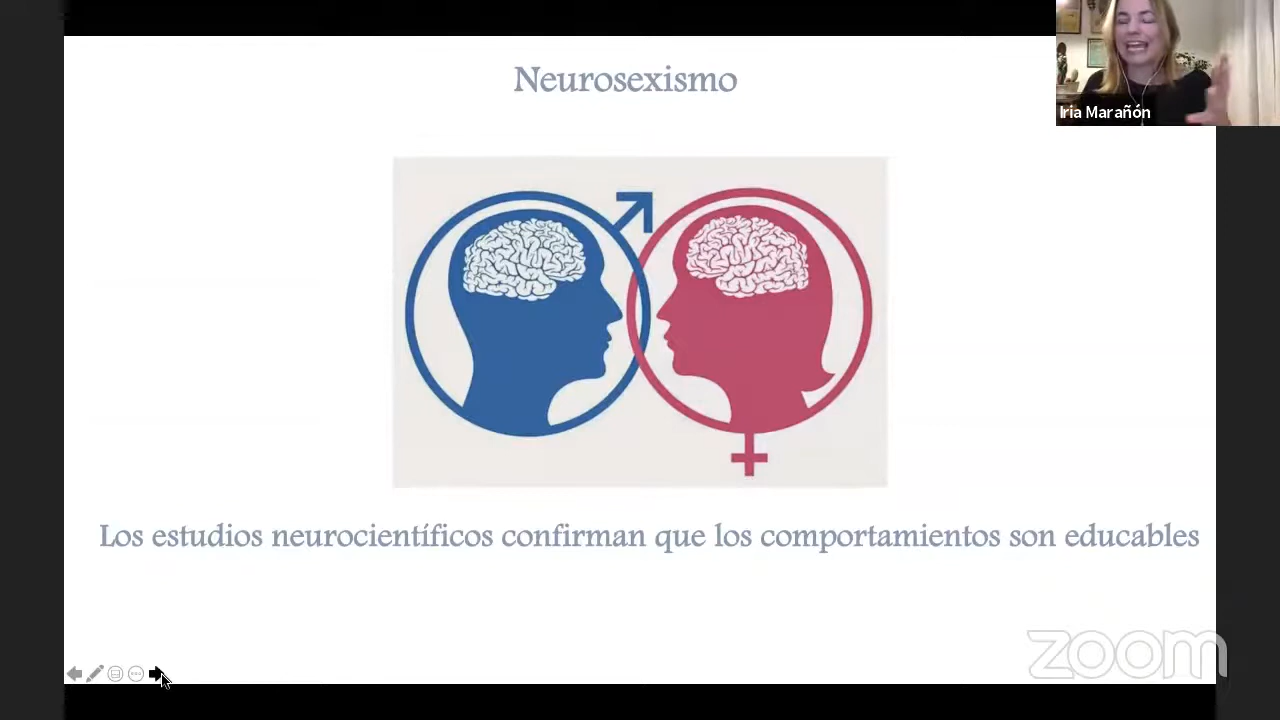 Neurosexismo
Iria Marañón
Los estudios neurocientíficos confirman que los comportamientos son educables
zoom